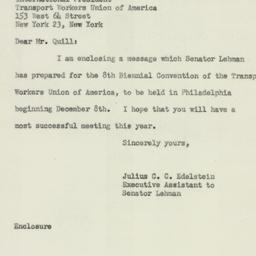 International President
Transport Workers Union of America
153 West 64 Street
New York 23, New York
Dear Mr. Quill:
I am enclosing a message which Senator Lehman
has prepared for the 8th Biennial Convention of the Transp
Workers Union of America, to be held in Philadelphia
beginning December 8th. I hope that you will have a
most successful meeting this year.
Sincerely yours,
Julius C. C. Edelstein
Executive Assistant to
Senator Lehman
Enclosure